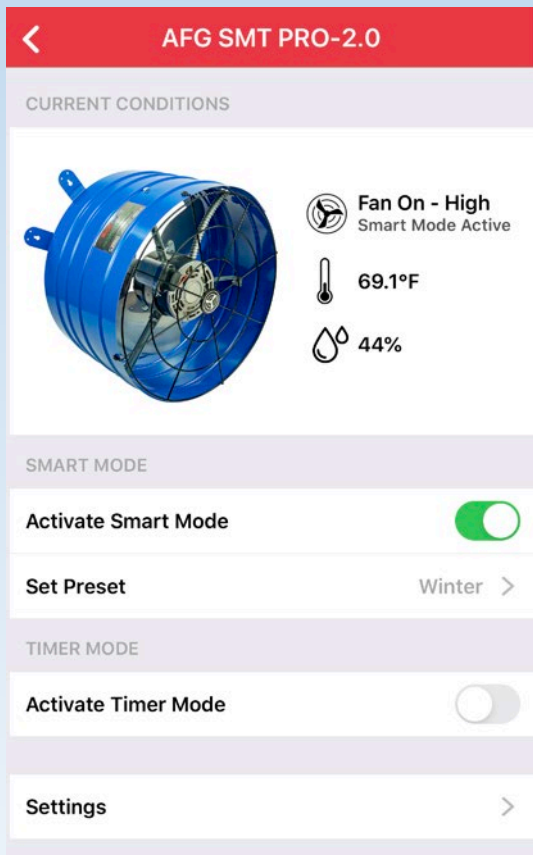 AFG SMT PRO-2.0
CURRENT CONDITIONS
Fan On - High
Smart Mode Active
69.1°F
44%
SMART MODE
Activate Smart Mode
Set Preset Winter
TIMER MODE
Activate Timer Mode
Settings